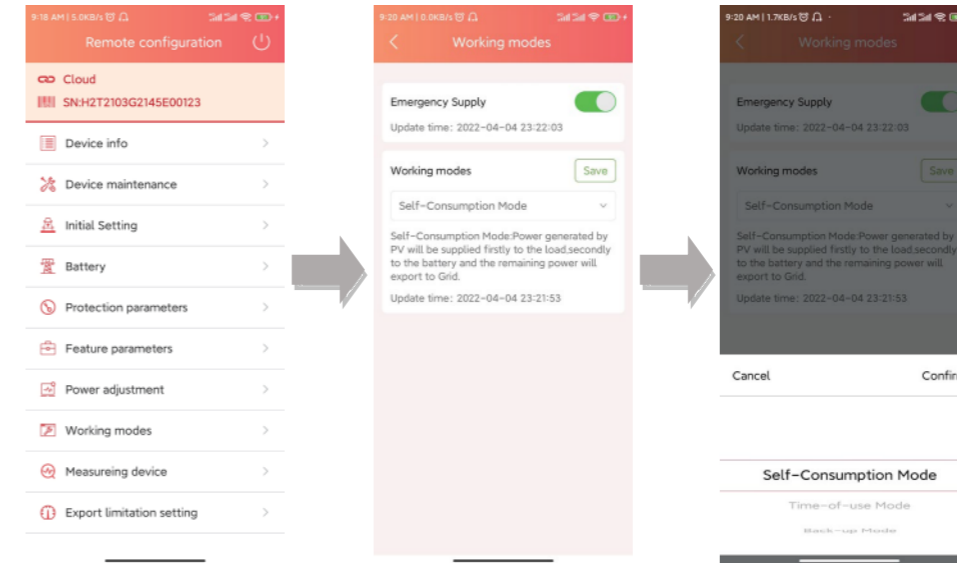 9:18 AM | 5.0KB/s
Remote configuration
Cloud
SN:H2T2103G2145E00123
Device info
Device maintenance
Initial Setting
Battery
Protection parameters
Feature parameters
Power adjustment
Working modes
Measureing device
Export limitation setting
9:20 AM | 0.0KB/s
Working modes
Emergency Supply
Update time: 2022-04-04 23:22:03
Working modes
Save
Self-Consumption Mode
Self-Consumption Mode:Power generated by
PV will be supplied firstly to the load,secondly
to the battery and the remaining power will
export to Grid.
Update time: 2022-04-04 23:21:53
9:20 AM | 1.7KB/s
Working modes
Emergency Supply
Update time: 2022-04-04 23:22:03
Working modes
Save
Self-Consumption Mode
Self-Consumption Mode:Power generated by
PV will be supplied firstly to the load,secondly
to the battery and the remaining power will
export to Grid.
Update time: 2022-04-04 23:21:53
Cancel
Confir
Self-Consumption Mode
Time-of-use Mode
Back-up Mode